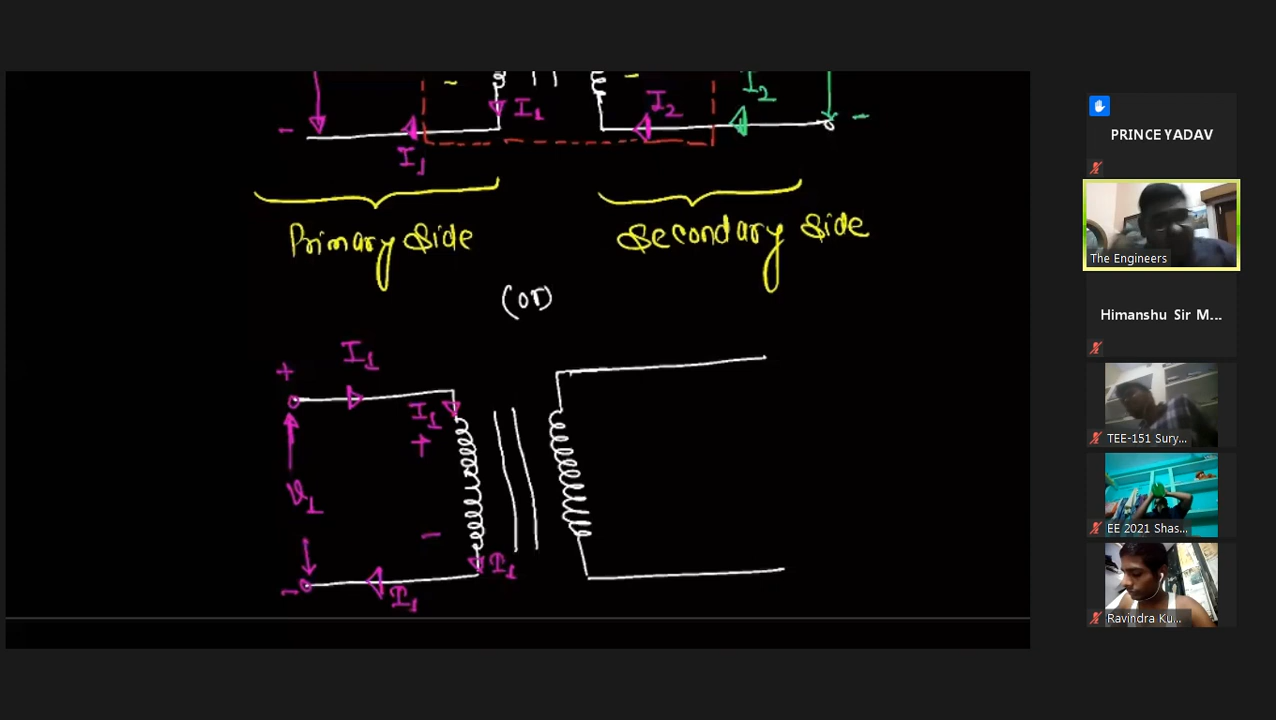 I₂
I₁
I₂
-
-
I₁
Primary Side
Secondary Side
(or)
I₁
+
I₁
+
V₁
-
I₁
-
I₁
PRINCE YADAV
The Engineers
Himanshu Sir M...
TEE-151 Sury...
EE 2021 Shas...
Ravindra Ku...